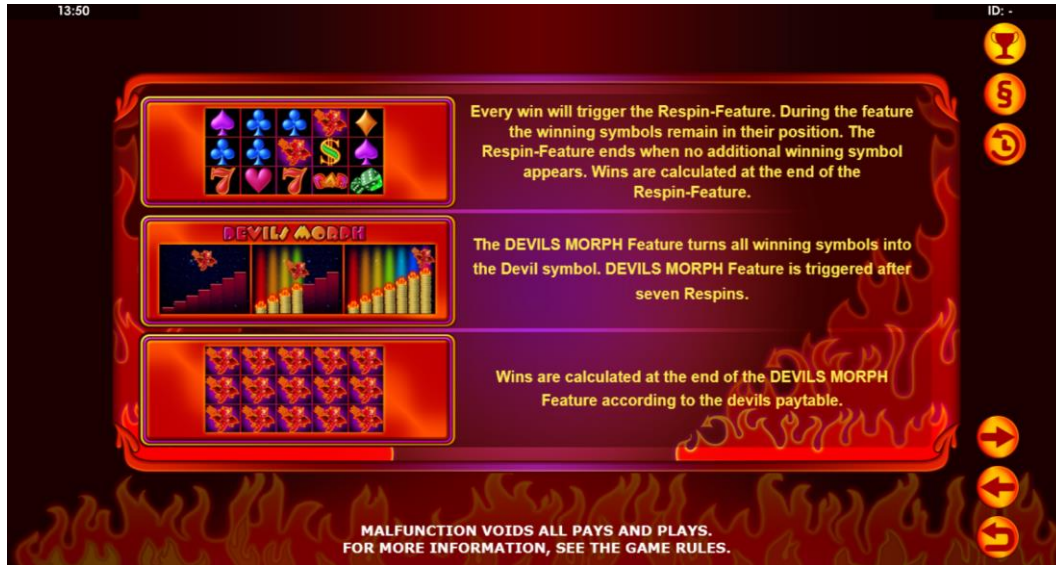 13:50
ID: -
§
Every win will trigger the Respin-Feature. During the feature
the winning symbols remain in their position. The
Respin-Feature ends when no additional winning symbol
appears. Wins are calculated at the end of the
Respin-Feature.
DEVILS MORPH
The DEVILS MORPH Feature turns all winning symbols into
the Devil symbol. DEVILS MORPH Feature is triggered after
seven Respins.
Wins are calculated at the end of the DEVILS MORPH
Feature according to the devils paytable.
MALFUNCTION VOIDS ALL PAYS AND PLAYS.
FOR MORE INFORMATION, SEE THE GAME RULES.